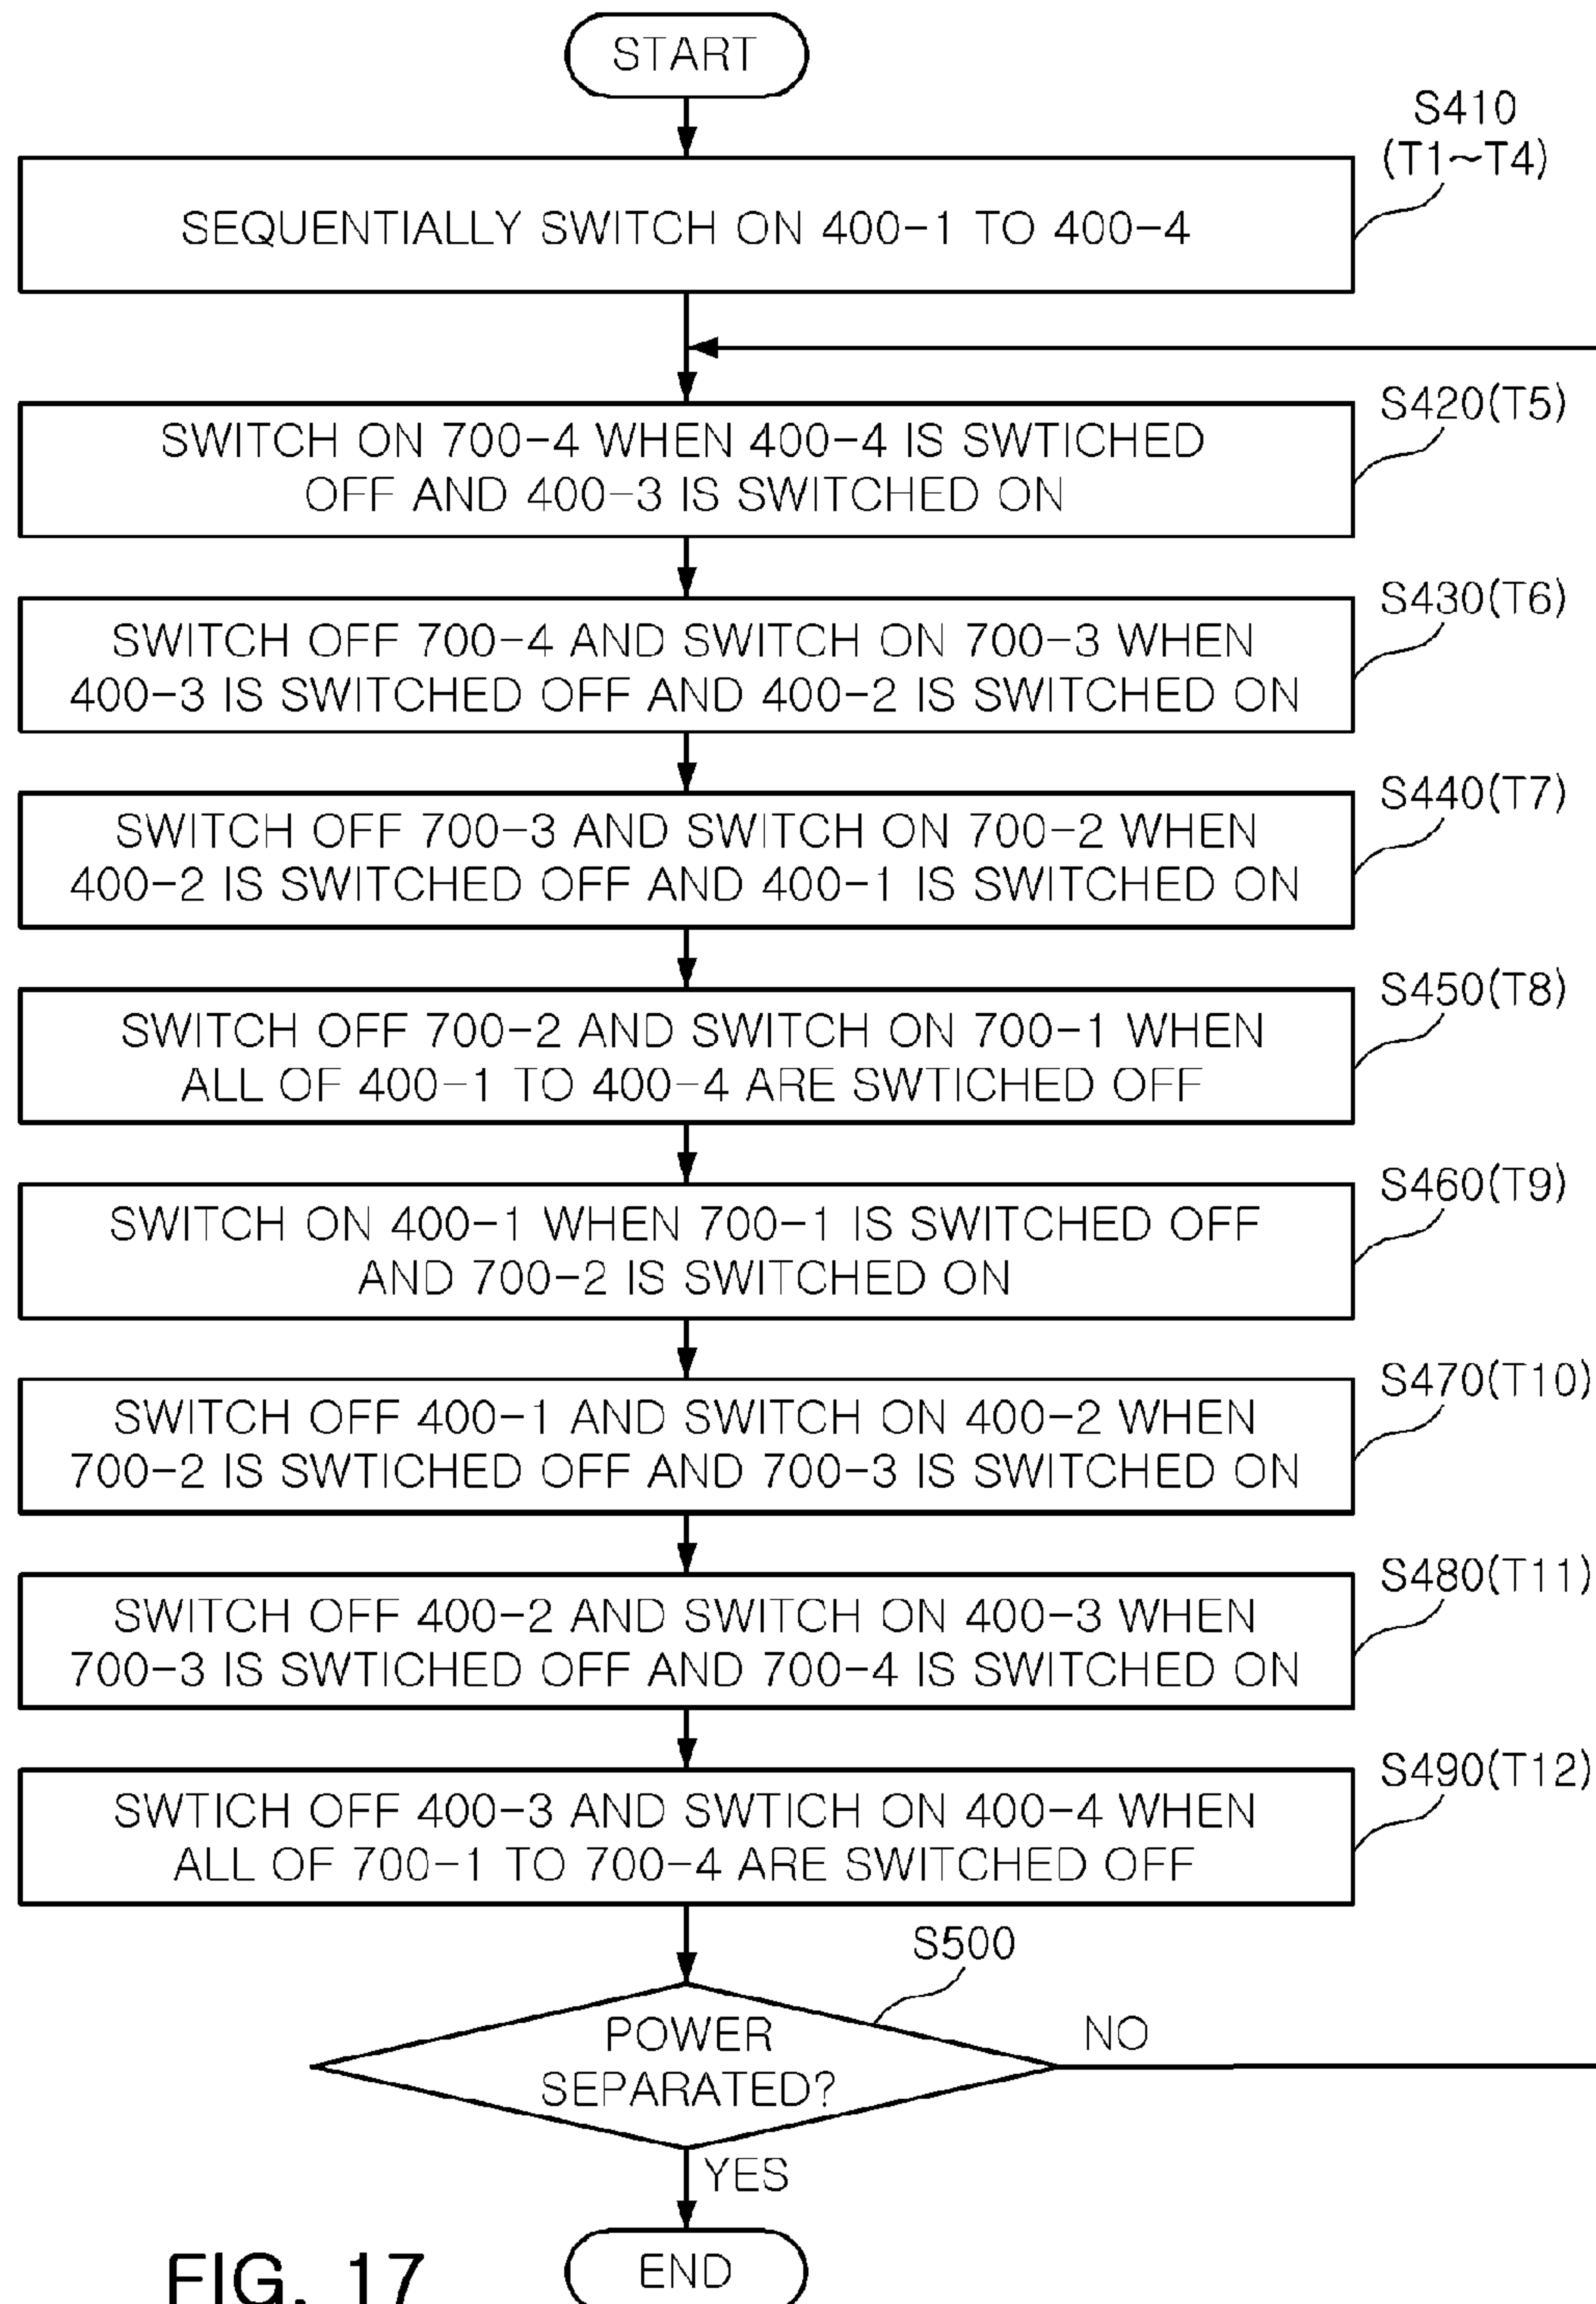 START
S410
(T1~T4)
SEQUENTIALLY SWITCH ON 400-1 TO 400-4
S420(T5)
SWITCH ON 700-4 WHEN 400-4 IS SWTICHED
OFF AND 400-3 IS SWITCHED ON
S430(T6)
SWITCH OFF 700-4 AND SWITCH ON 700-3 WHEN
400-3 IS SWITCHED OFF AND 400-2 IS SWITCHED ON
S440(T7)
SWITCH OFF 700-3 AND SWITCH ON 700-2 WHEN
400-2 IS SWITCHED OFF AND 400-1 IS SWITCHED ON
S450(T8)
SWITCH OFF 700-2 AND SWITCH ON 700-1 WHEN
ALL OF 400-1 TO 400-4 ARE SWTICHED OFF
S460(T9)
SWITCH ON 400-1 WHEN 700-1 IS SWITCHED OFF
AND 700-2 IS SWITCHED ON
S470(T10)
SWITCH OFF 400-1 AND SWITCH ON 400-2 WHEN
700-2 IS SWTICHED OFF AND 700-3 IS SWITCHED ON
S480(T11)
SWITCH OFF 400-2 AND SWITCH ON 400-3 WHEN
700-3 IS SWTICHED OFF AND 700-4 IS SWITCHED ON
S490(T12)
SWTICH OFF 400-3 AND SWTICH ON 400-4 WHEN
ALL OF 700-1 TO 700-4 ARE SWITCHED OFF
S500
POWER
SEPARATED?
NO
YES
END
FIG. 17